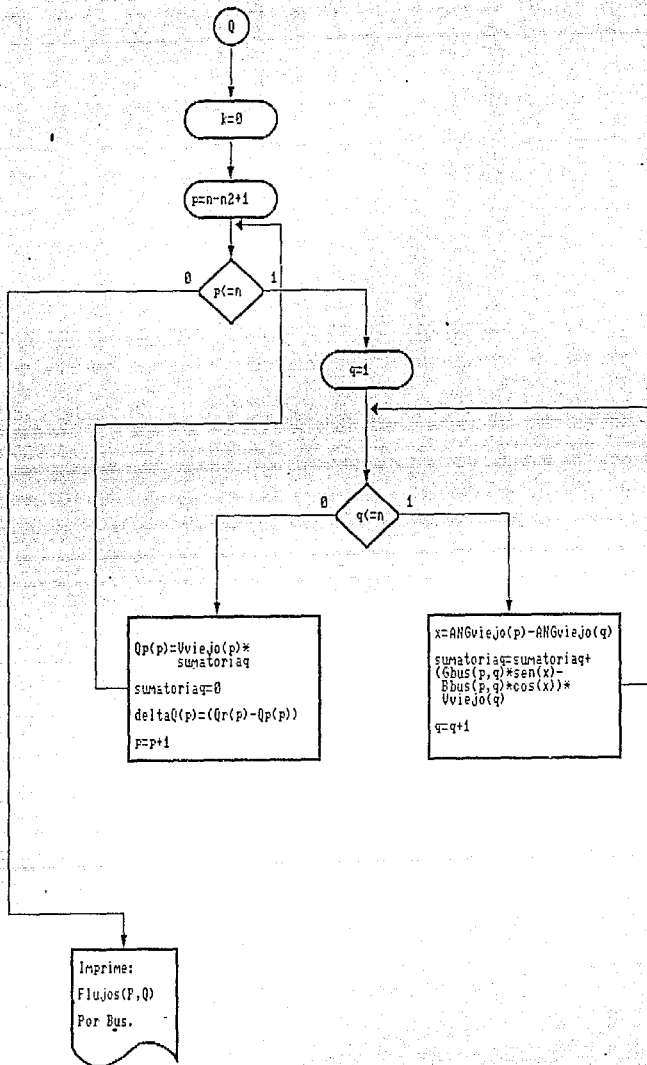 Q
k=0
p=n-n2+1
0
1
p<=n
q=1
0
1
q<=n
Qp(p)=Vviejo(p)*
sumatoriaq
sumatoriaq=0
deltaQ(p)=(Qr(p)-Qp(p))
p=p+1
x=ANGviejo(p)-ANGviejo(q)
sumatoriaq=sumatoriaq+
(Gbus(p,q)*sen(x)-
Bbus(p,q)*cos(x))*
Vviejo(q)
q=q+1
Imprime:
Flujos(P,Q)
Por Bus.